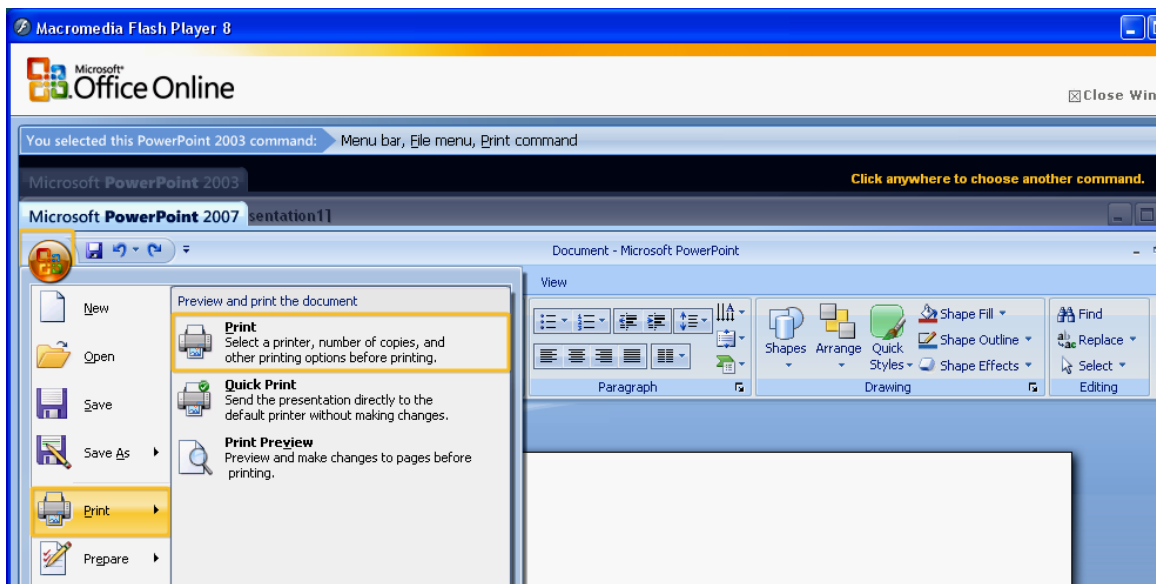 Macromedia Flash Player 8
Microsoft
Office Online
Close Win
You selected this PowerPoint 2003 command: Menu bar, File menu, Print command
Microsoft PowerPoint 2003
Click anywhere to choose another command.
Microsoft PowerPoint 2007 sentation1]
Document - Microsoft PowerPoint
View
New
Open
Save
Save As
Print
Prepare
Preview and print the document
Print
Select a printer, number of copies, and
other printing options before printing.
Quick Print
Send the presentation directly to the
default printer without making changes.
Print Preview
Preview and make changes to pages before
printing.
Paragraph
Shapes
Arrange
Quick
Styles
Shape Fill
Shape Outline
Shape Effects
Drawing
Find
Replace
Select
Editing